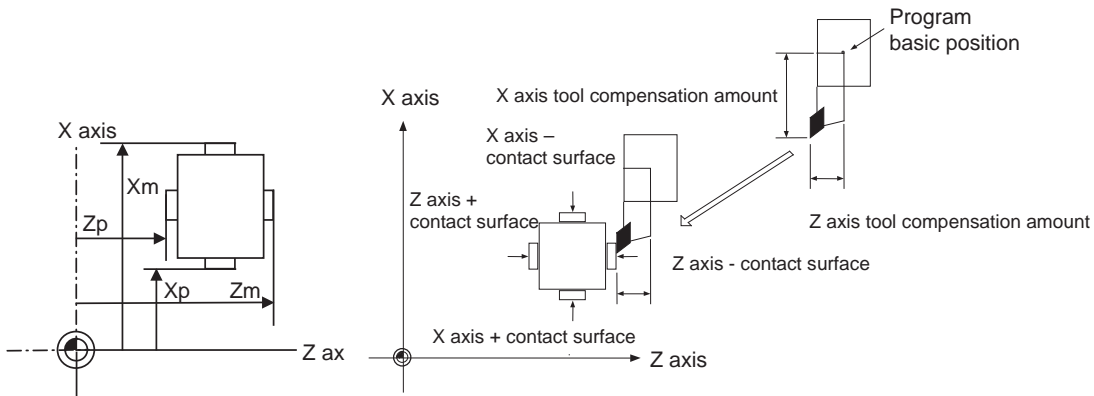 X axis
Xm
Zp
Xp
Zm
Z ax
Program
basic position
X axis
X axis tool compensation amount
X axis –
contact surface
Z axis +
contact surface
Z axis tool compensation amount
Z axis - contact surface
X axis + contact surface
Z axis